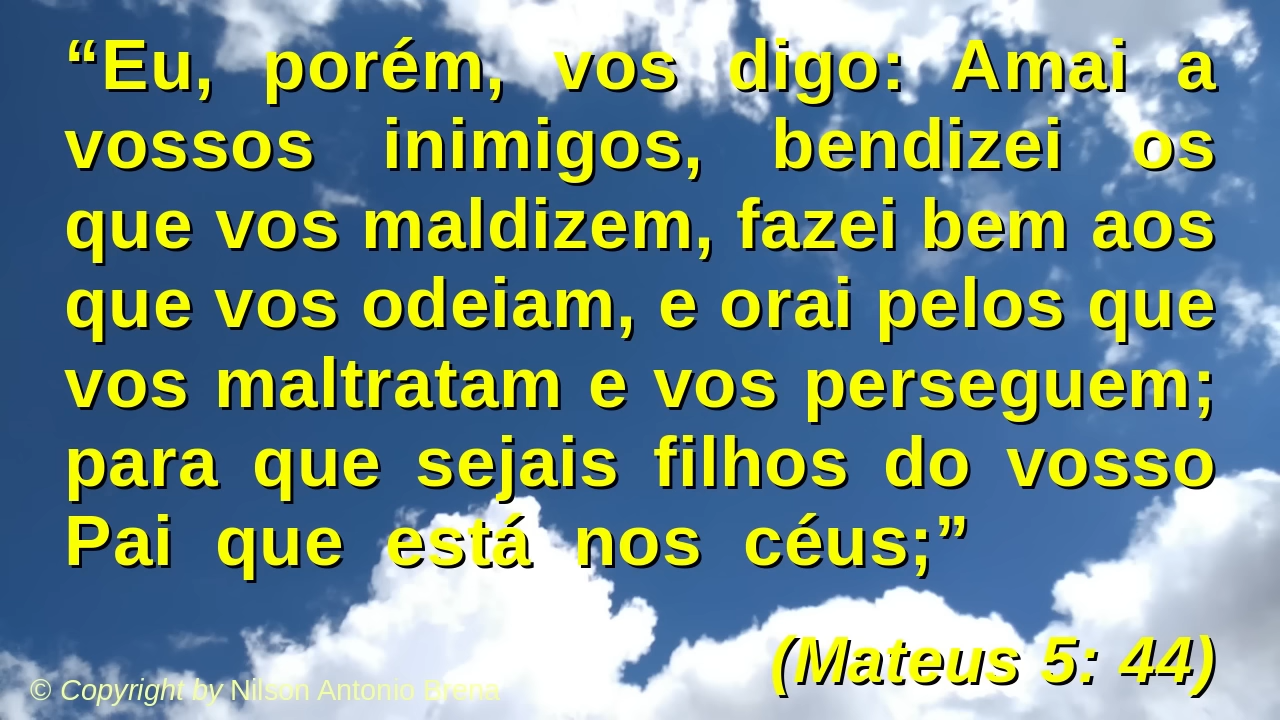 “Eu, porém, vos digo: Amai a
vossos inimigos, bendizei os
que vos maldizem, fazei bem aos
que vos odeiam, e orai pelos que
vos maltratam e vos perseguem;
para que sejais filhos do vosso
Pai que está nos céus;”
(Mateus 5: 44)
© Copyright by Nilson Antonio Brena